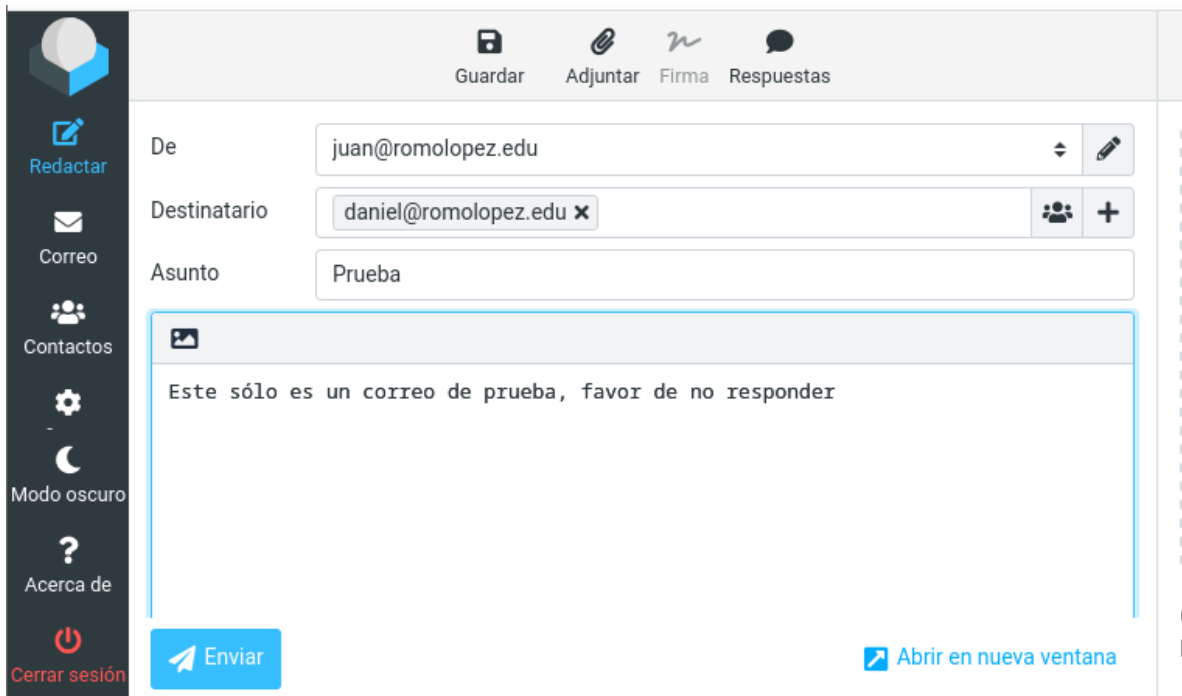 Guardar Adjuntar Firma Respuestas
Redactar
Correo
Contactos
Modo oscuro
Acerca de
Cerrar sesión
De juan@romolopez.edu
Destinatario daniel@romolopez.edu
Asunto Prueba
Este sólo es un correo de prueba, favor de no responder
Enviar Abrir en nueva ventana